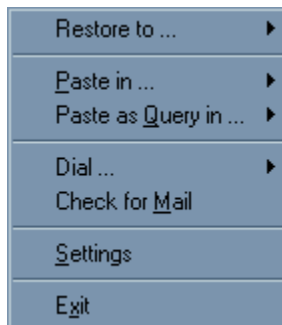 Restore to ...
Paste in ...
Paste as Query in ...
Dial ...
Check for Mail
Settings
Exit